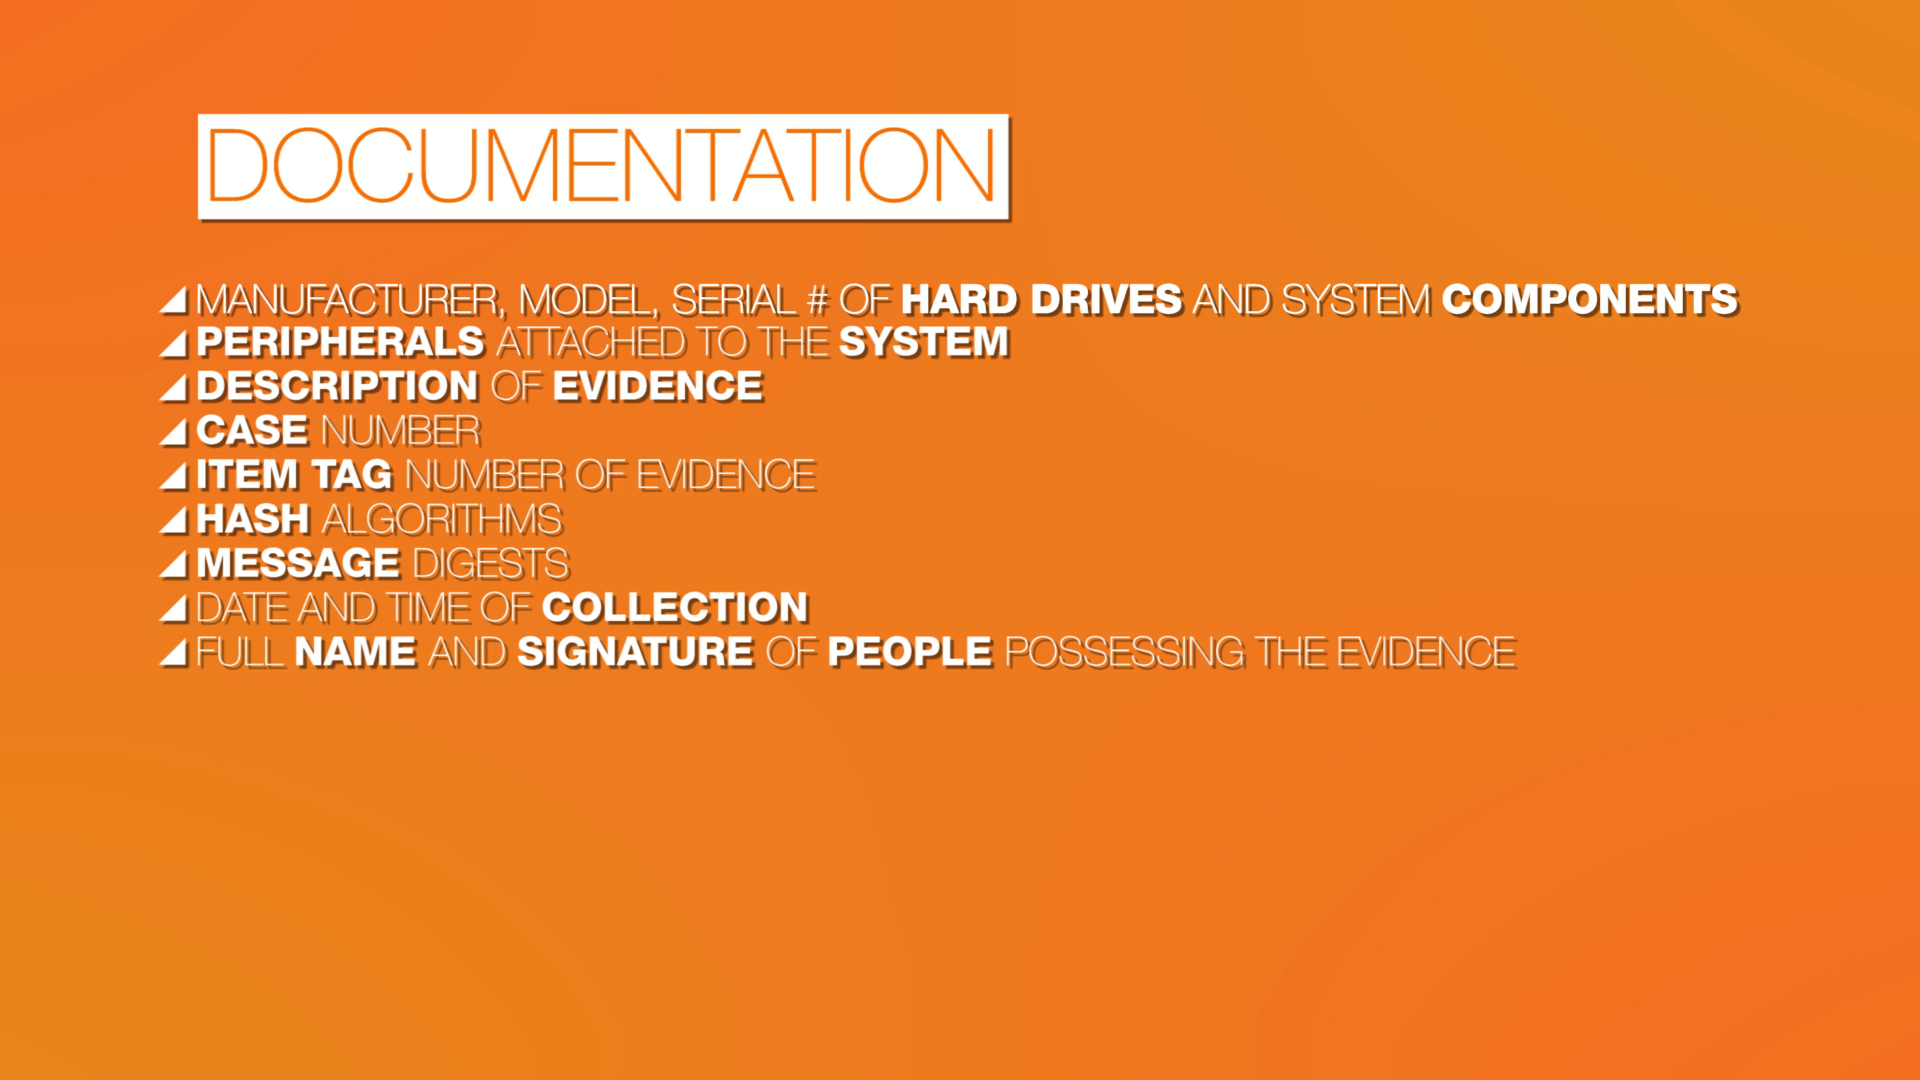 DOCUMENTATION
MANUFACTURER, MODEL, SERIAL # OF HARD DRIVES AND SYSTEM COMPONENTS
PERIPHERALS ATTACHED TO THE SYSTEM
DESCRIPTION OF EVIDENCE
CASE NUMBER
ITEM TAG NUMBER OF EVIDENCE
HASH ALGORITHMS
MESSAGE DIGESTS
DATE AND TIME OF COLLECTION
FULL NAME AND SIGNATURE OF PEOPLE POSSESSING THE EVIDENCE